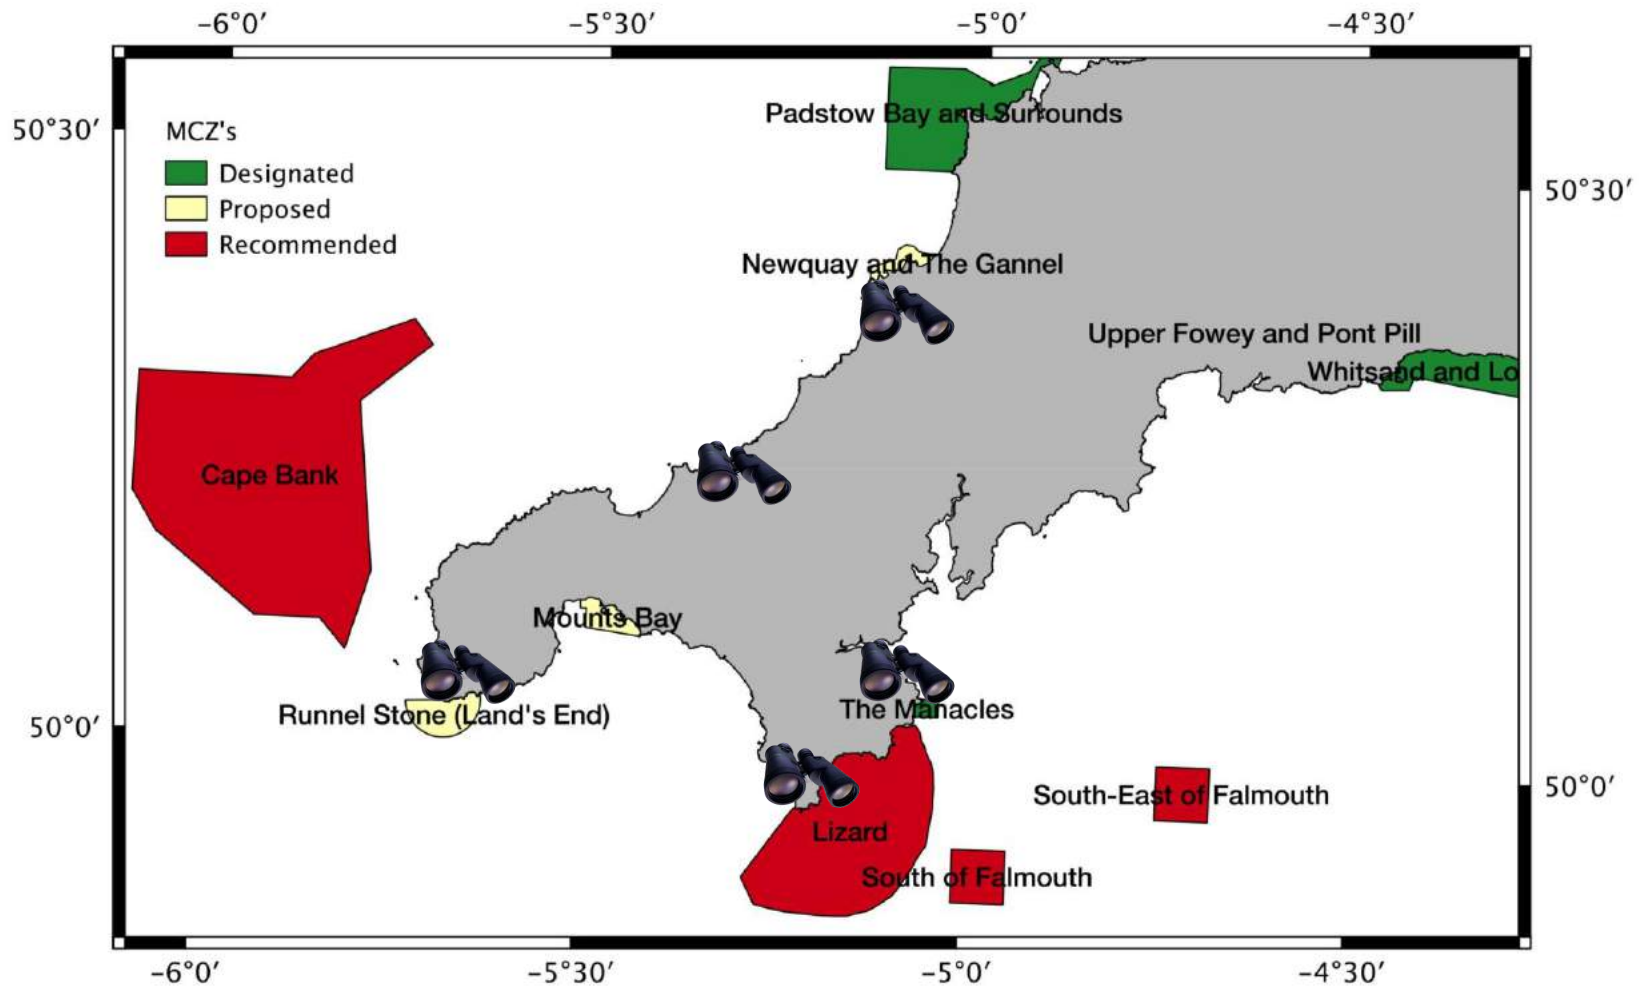 -6°0′ -5°30′ -5°0′ -4°30′
50°30′
50°30′
MCZ's
Designated
Proposed
Recommended
Padstow Bay and Surrounds
Newquay and The Gannel
Upper Fowey and Pont Pill
Whitsand and Lo
Cape Bank
Mounts Bay
Runnel Stone (Land's End)
The Manacles
50°0′
50°0′
South-East of Falmouth
Lizard
South of Falmouth
-6°0′ -5°30′ -5°0′ -4°30′